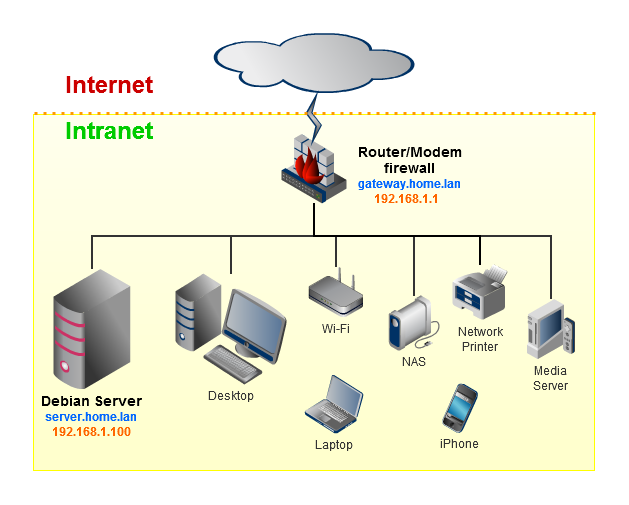 Internet
Intranet
Router/Modem
firewall
gateway.home.lan
192.168.1.1
Wi-Fi
Network
Printer
NAS
Media
Server
Desktop
Debian Server
server.home.lan
192.168.1.100
Laptop
iPhone